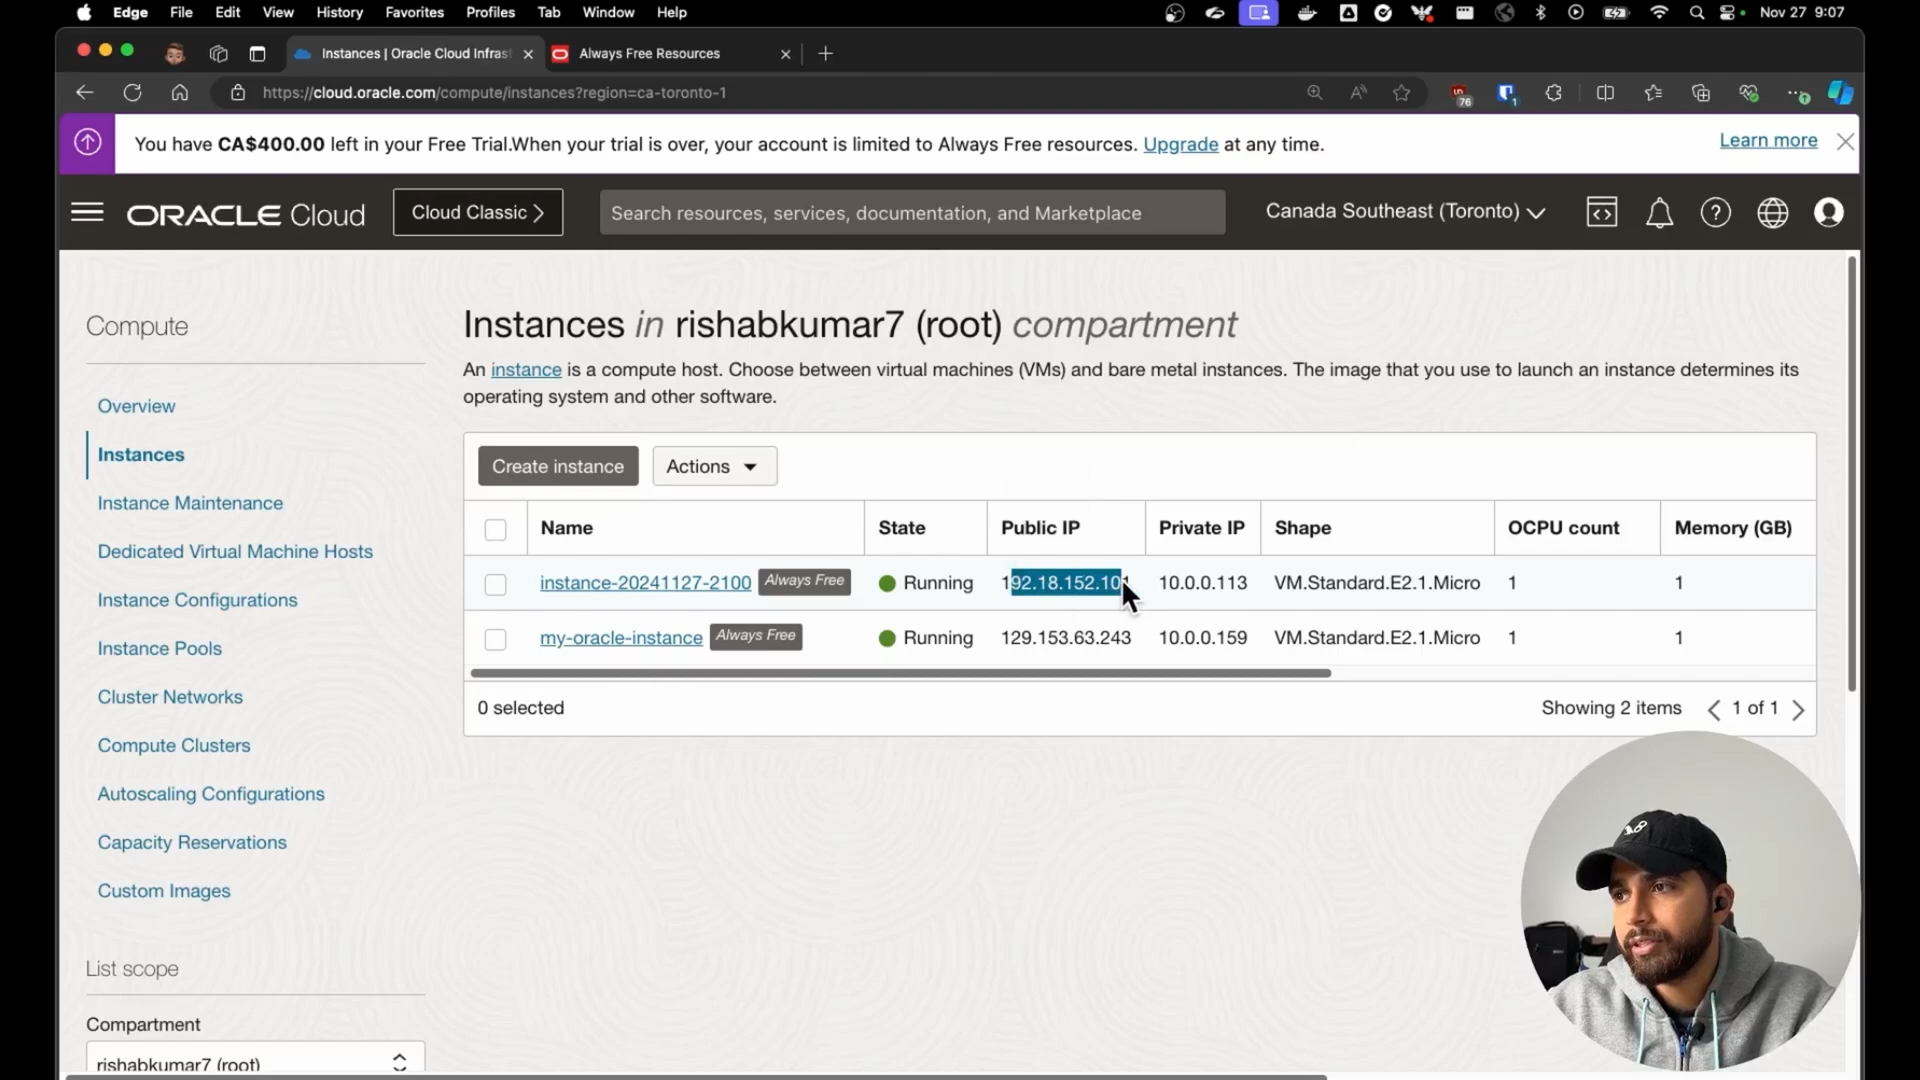 Edge File Edit View History Favorites Profiles Tab Window Help Nov 27 9:07
Instances | Oracle Cloud Infras Always Free Resources
https://cloud.oracle.com/compute/instances?region=ca-toronto-1 76 1
You have CA$400.00 left in your Free Trial.When your trial is over, your account is limited to Always Free resources. Upgrade at any time. Learn more
ORACLE Cloud Cloud Classic Search resources, services, documentation, and Marketplace Canada Southeast (Toronto)
Compute
Overview
Instances
Instance Maintenance
Dedicated Virtual Machine Hosts
Instance Configurations
Instance Pools
Cluster Networks
Compute Clusters
Autoscaling Configurations
Capacity Reservations
Custom Images
List scope
Compartment
rishabkumar7 (root)
Instances in rishabkumar7 (root) compartment
An instance is a compute host. Choose between virtual machines (VMs) and bare metal instances. The image that you use to launch an instance determines its
operating system and other software.
Create instance Actions
Name State Public IP Private IP Shape OCPU count Memory (GB)
instance-20241127-2100 Always Free Running 10.0.0.113 VM.Standard.E2.1.Micro 1 1
my-oracle-instance Always Free Running 129.153.63.243 10.0.0.159 VM.Standard.E2.1.Micro 1 1
0 selected Showing 2 items 1 of 1